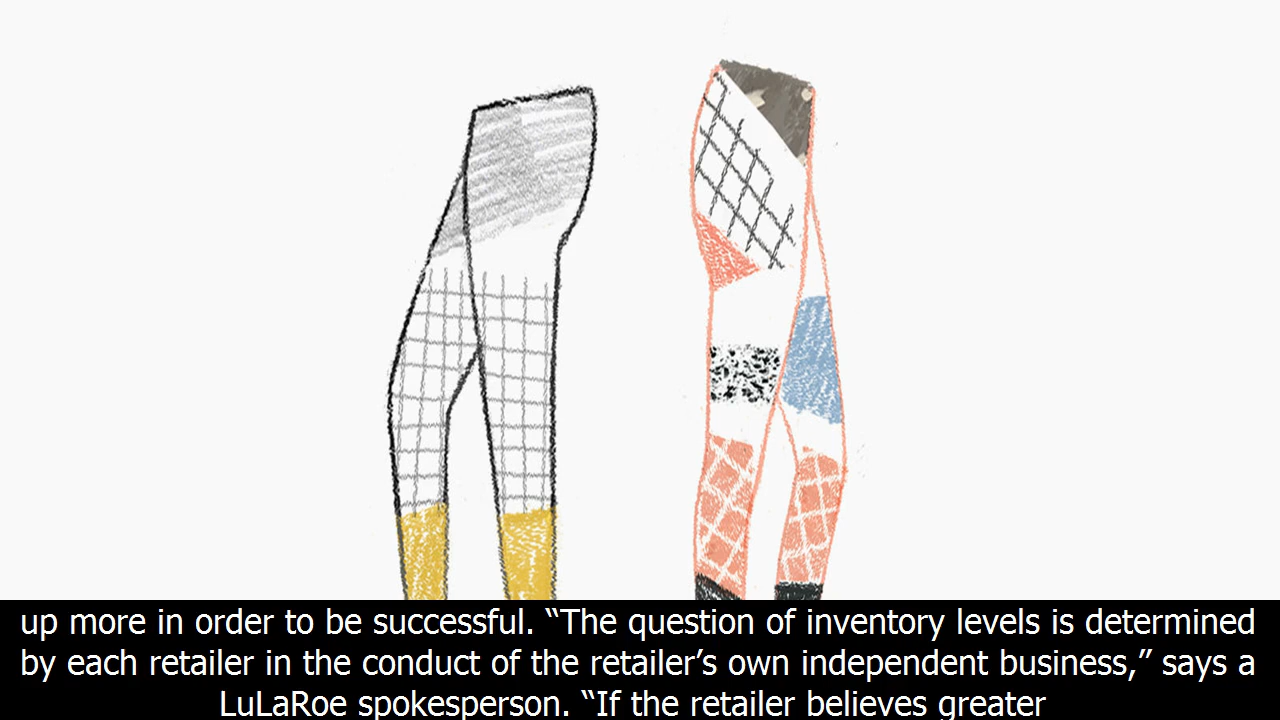 up more in order to be successful. “The question of inventory levels is determined
by each retailer in the conduct of the retailer’s own independent business,” says a
LuLaRoe spokesperson. “If the retailer believes greater